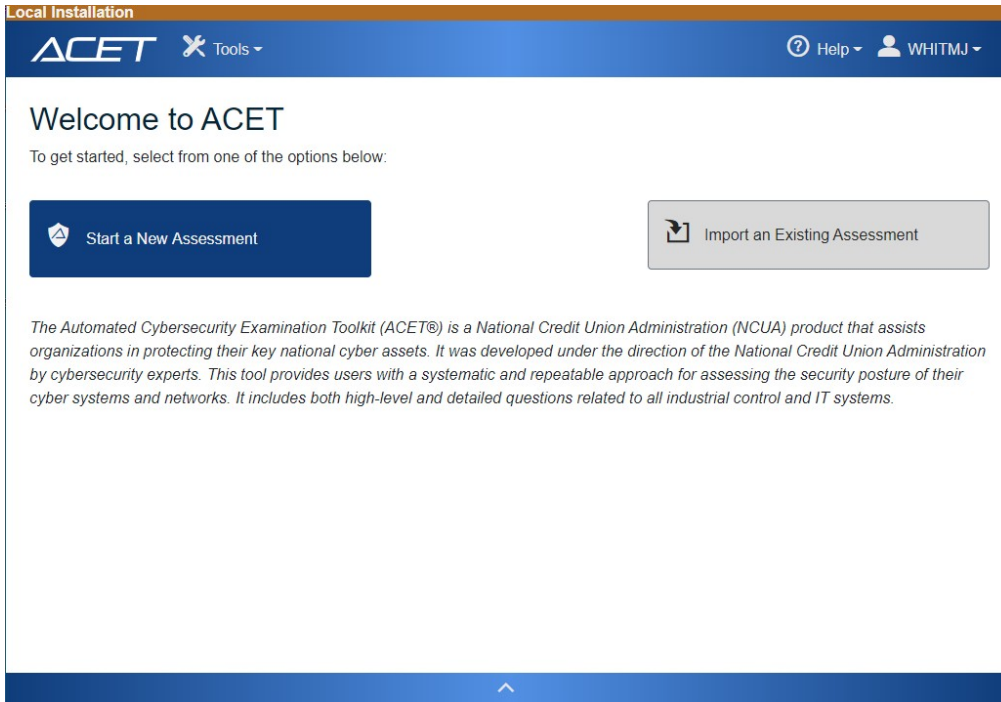 Local Installation
ACET Tools Help WHITMJ
Welcome to ACET
To get started, select from one of the options below:
Start a New Assessment
Import an Existing Assessment
The Automated Cybersecurity Examination Toolkit (ACET®) is a National Credit Union Administration (NCUA) product that assists
organizations in protecting their key national cyber assets. It was developed under the direction of the National Credit Union Administration
by cybersecurity experts. This tool provides users with a systematic and repeatable approach for assessing the security posture of their
cyber systems and networks. It includes both high-level and detailed questions related to all industrial control and IT systems.